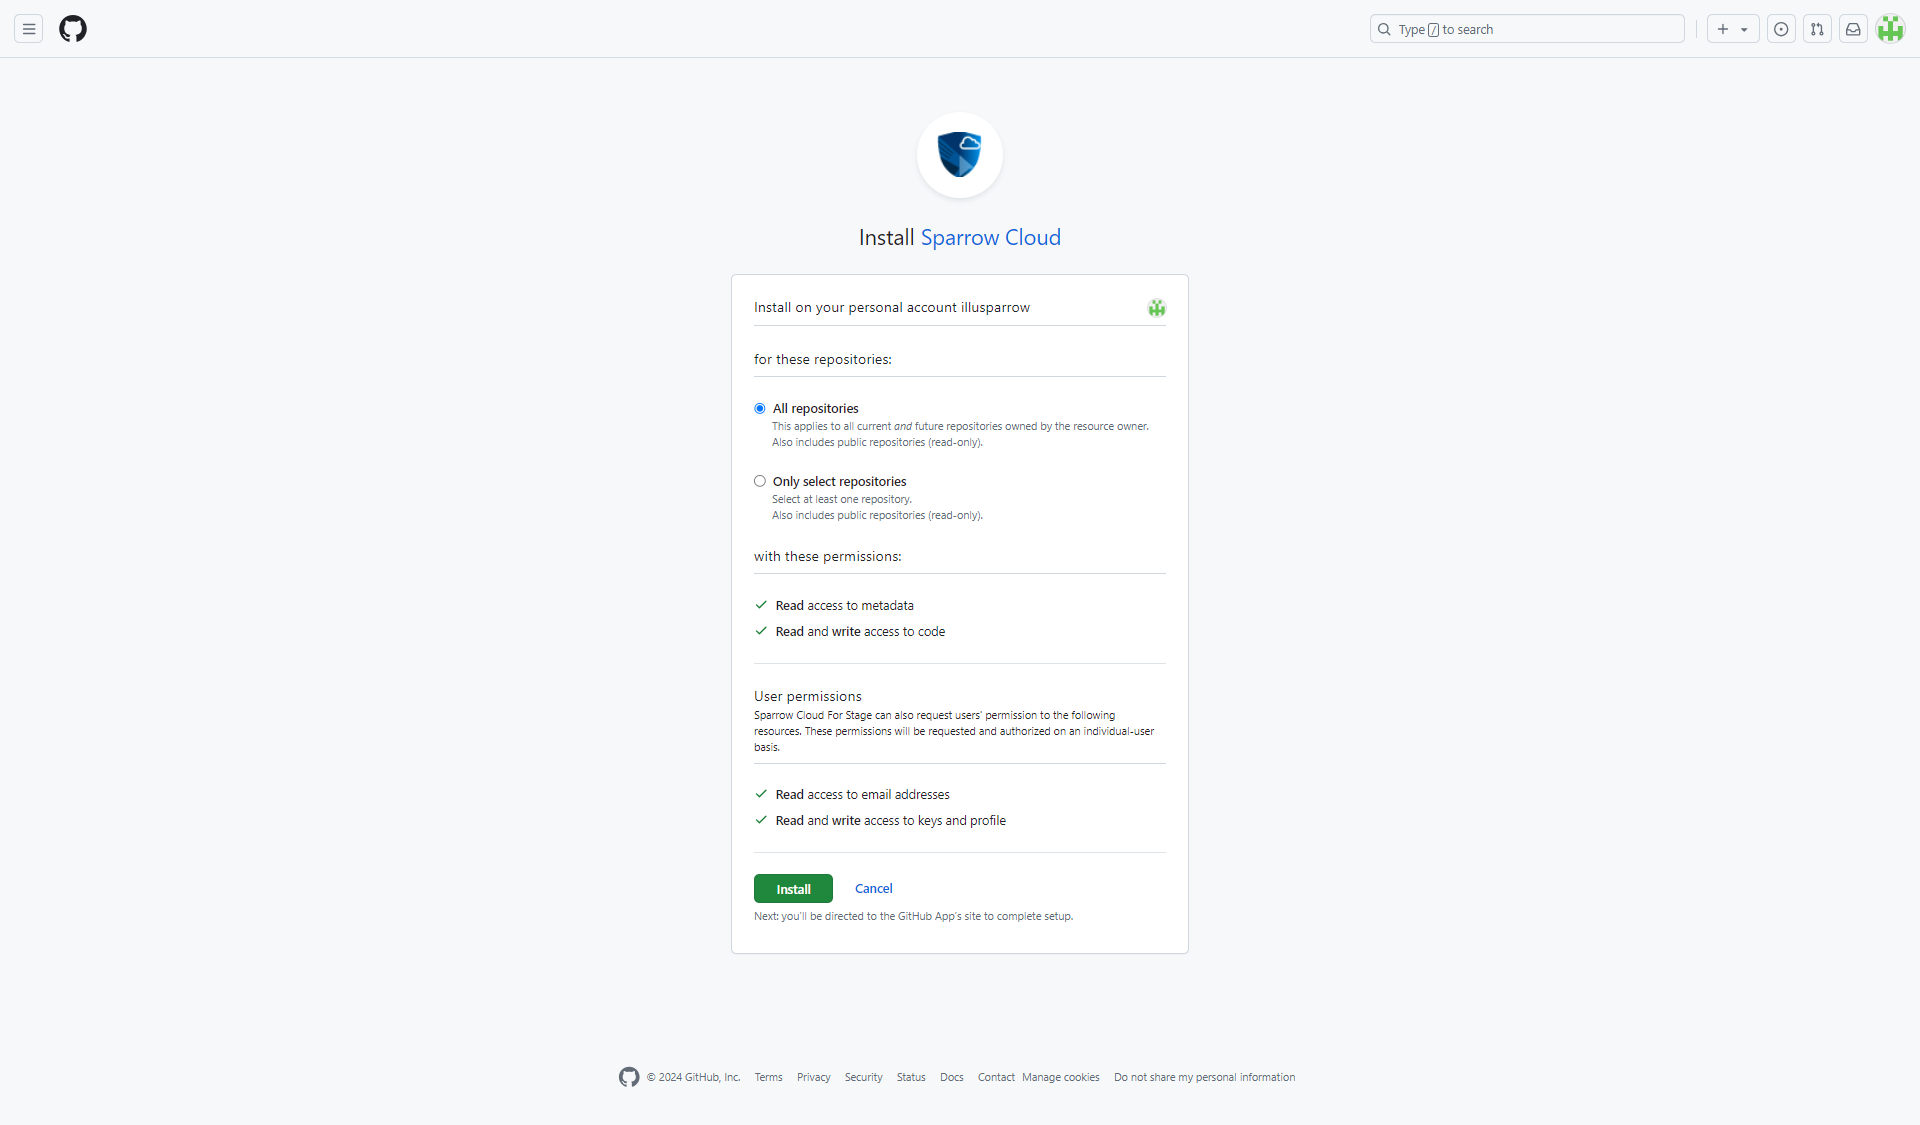 Type / to search
Install Sparrow Cloud
Install on your personal account illusparrow
for these repositories:
All repositories
This applies to all current and future repositories owned by the resource owner.
Also includes public repositories (read-only).
Only select repositories
Select at least one repository.
Also includes public repositories (read-only).
with these permissions:
Read access to metadata
Read and write access to code
User permissions
Sparrow Cloud For Stage can also request users' permission to the following
resources. These permissions will be requested and authorized on an individual-user
basis.
Read access to email addresses
Read and write access to keys and profile
Install Cancel
Next: you'll be directed to the GitHub App's site to complete setup.
© 2024 GitHub, Inc. Terms Privacy Security Status Docs Contact Manage cookies Do not share my personal information